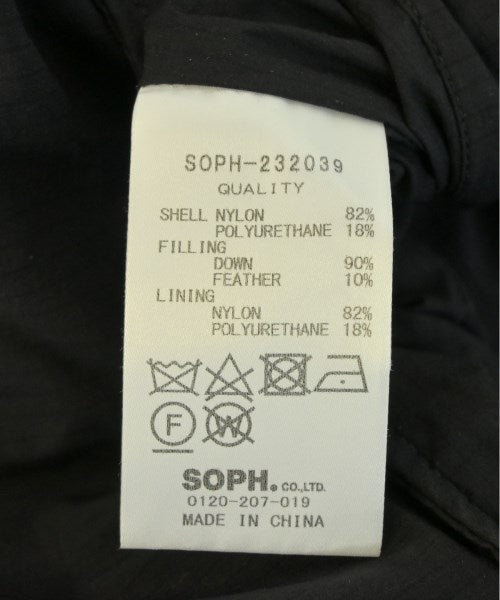 SOPH-232039
QUALITY
SHELL NYLON 82%
POLYURETHANE 18%
FILLING
DOWN 90%
FEATHER 10%
LINING
NYLON 82%
POLYURETHANE 18%
F W
SOPH. CO.,LTD.
0120-207-019
MADE IN CHINA